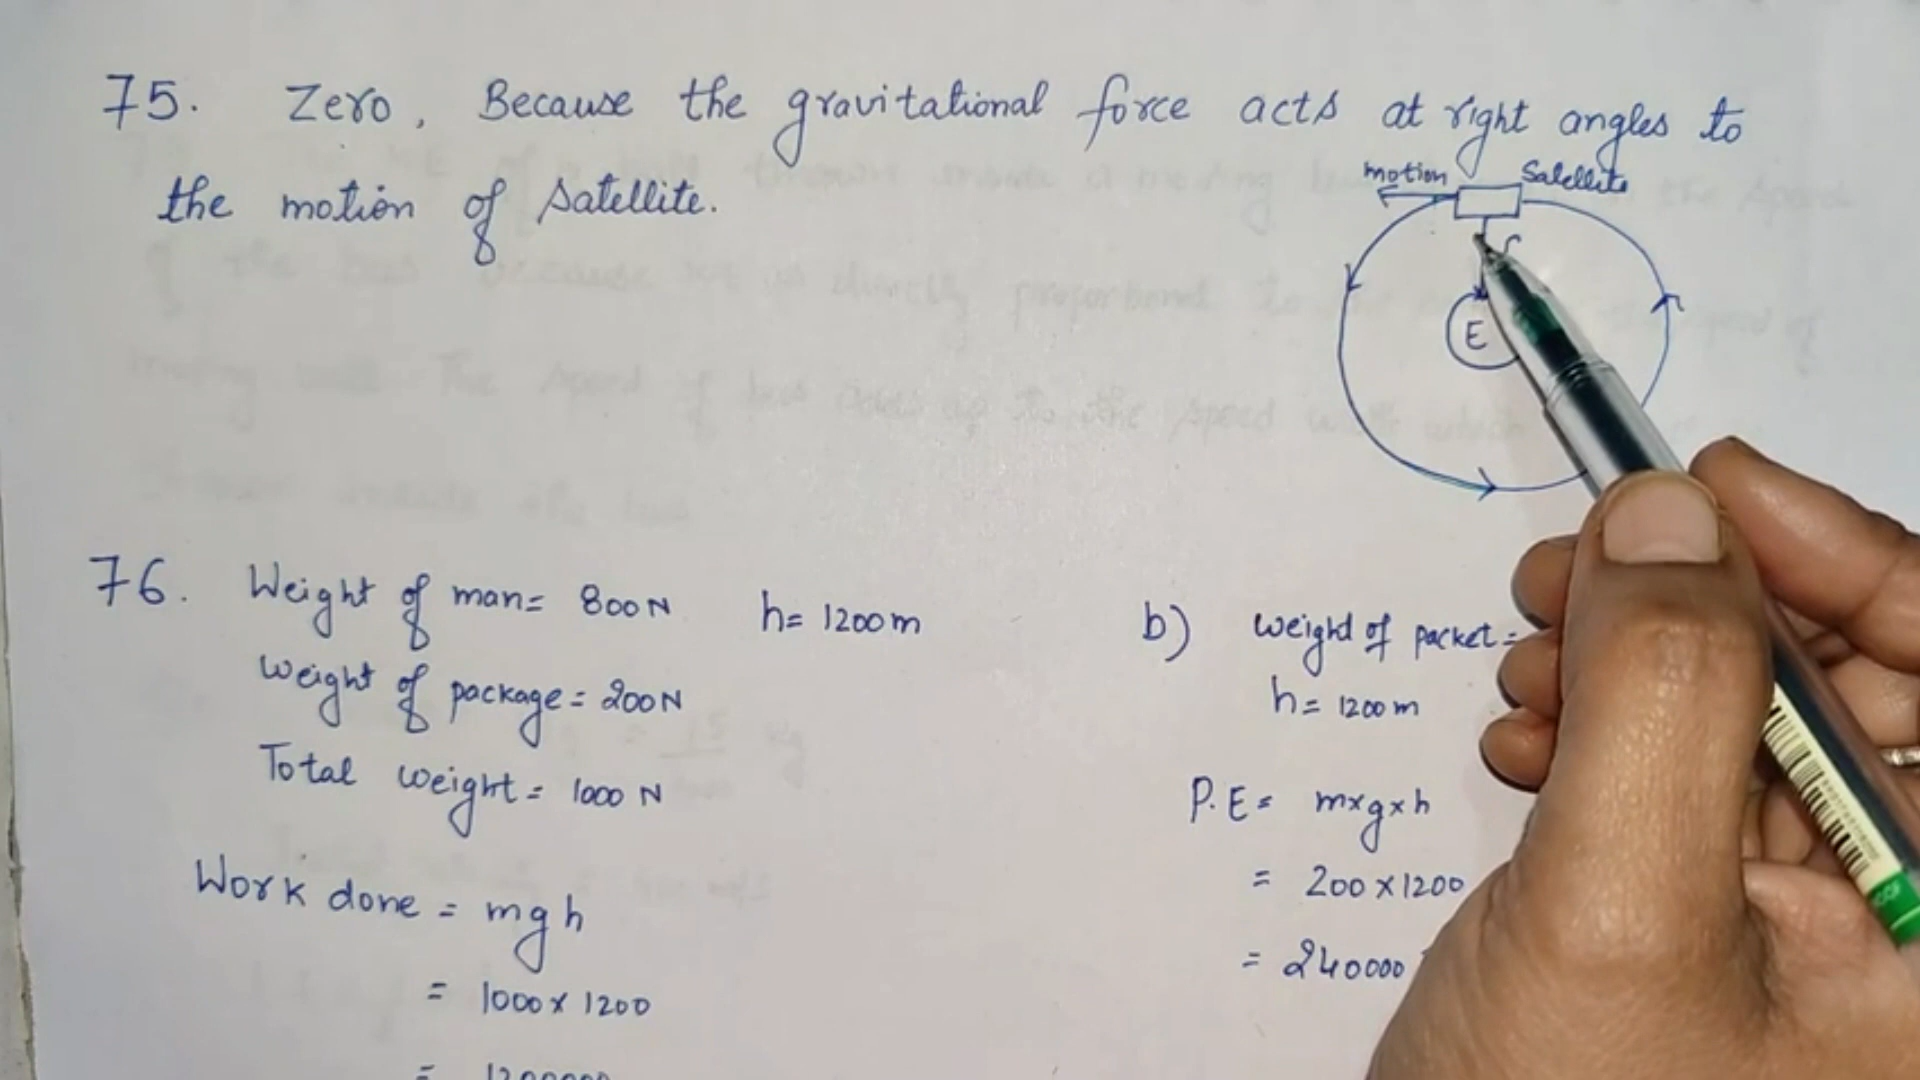 75. Zero, Because the gravitational force acts at right angles to
the motion of satellite.
motion
Satellite
E
76. Weight of man = 800 N h = 1200 m
Weight of package = 200 N
Total weight = 1000 N
Work done = mgh
= 1000 x 1200
= 1200000
b) weight of packet =
h = 1200 m
P.E = m x g x h
= 200 x 1200
= 240000